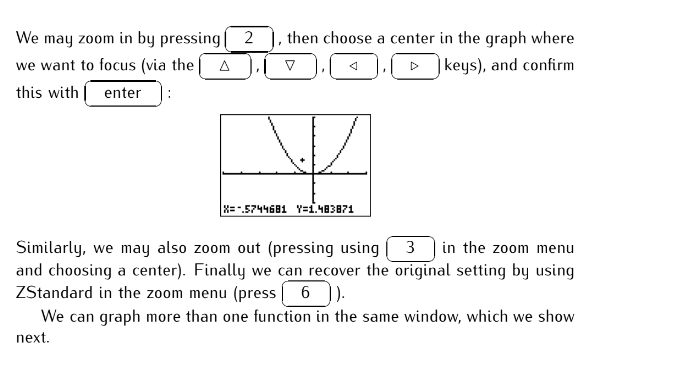 We may zoom in by pressing 2 , then choose a center in the graph where
we want to focus (via the △ , ▽ , ◁ , ▷ keys), and confirm
this with enter :
X=-.5744681 Y=1.483871
Similarly, we may also zoom out (pressing using 3 in the zoom menu
and choosing a center). Finally we can recover the original setting by using
ZStandard in the zoom menu (press 6 ).
We can graph more than one function in the same window, which we show
next.